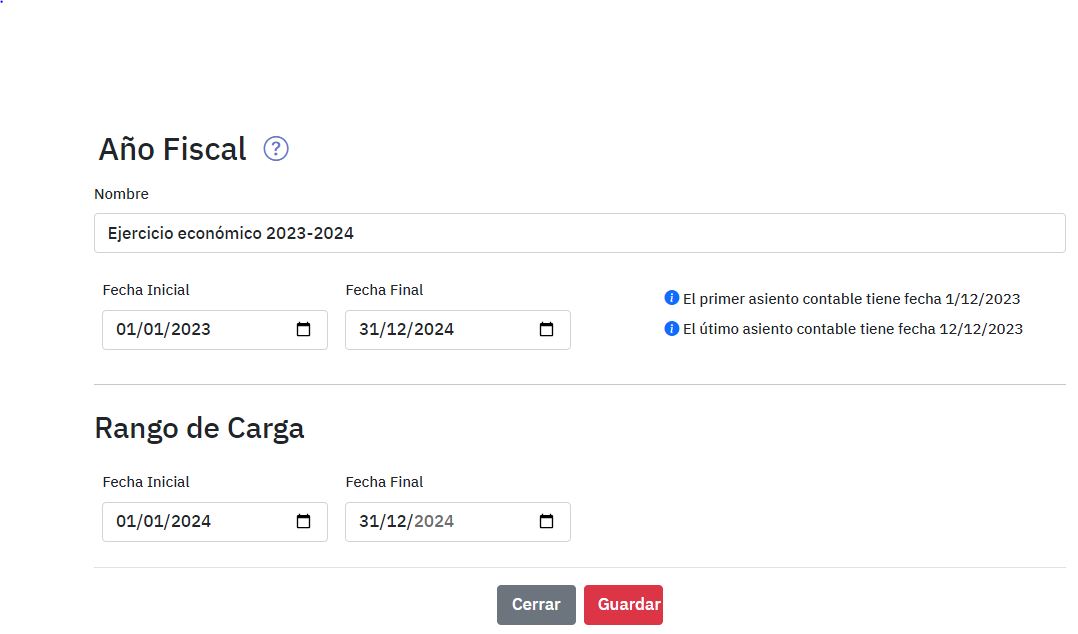 Año Fiscal ?
Nombre
Ejercicio económico 2023-2024
Fecha Inicial Fecha Final
01/01/2023 31/12/2024
El primer asiento contable tiene fecha 1/12/2023
El útimo asiento contable tiene fecha 12/12/2023
Rango de Carga
Fecha Inicial Fecha Final
01/01/2024 31/12/2024
Cerrar Guardar